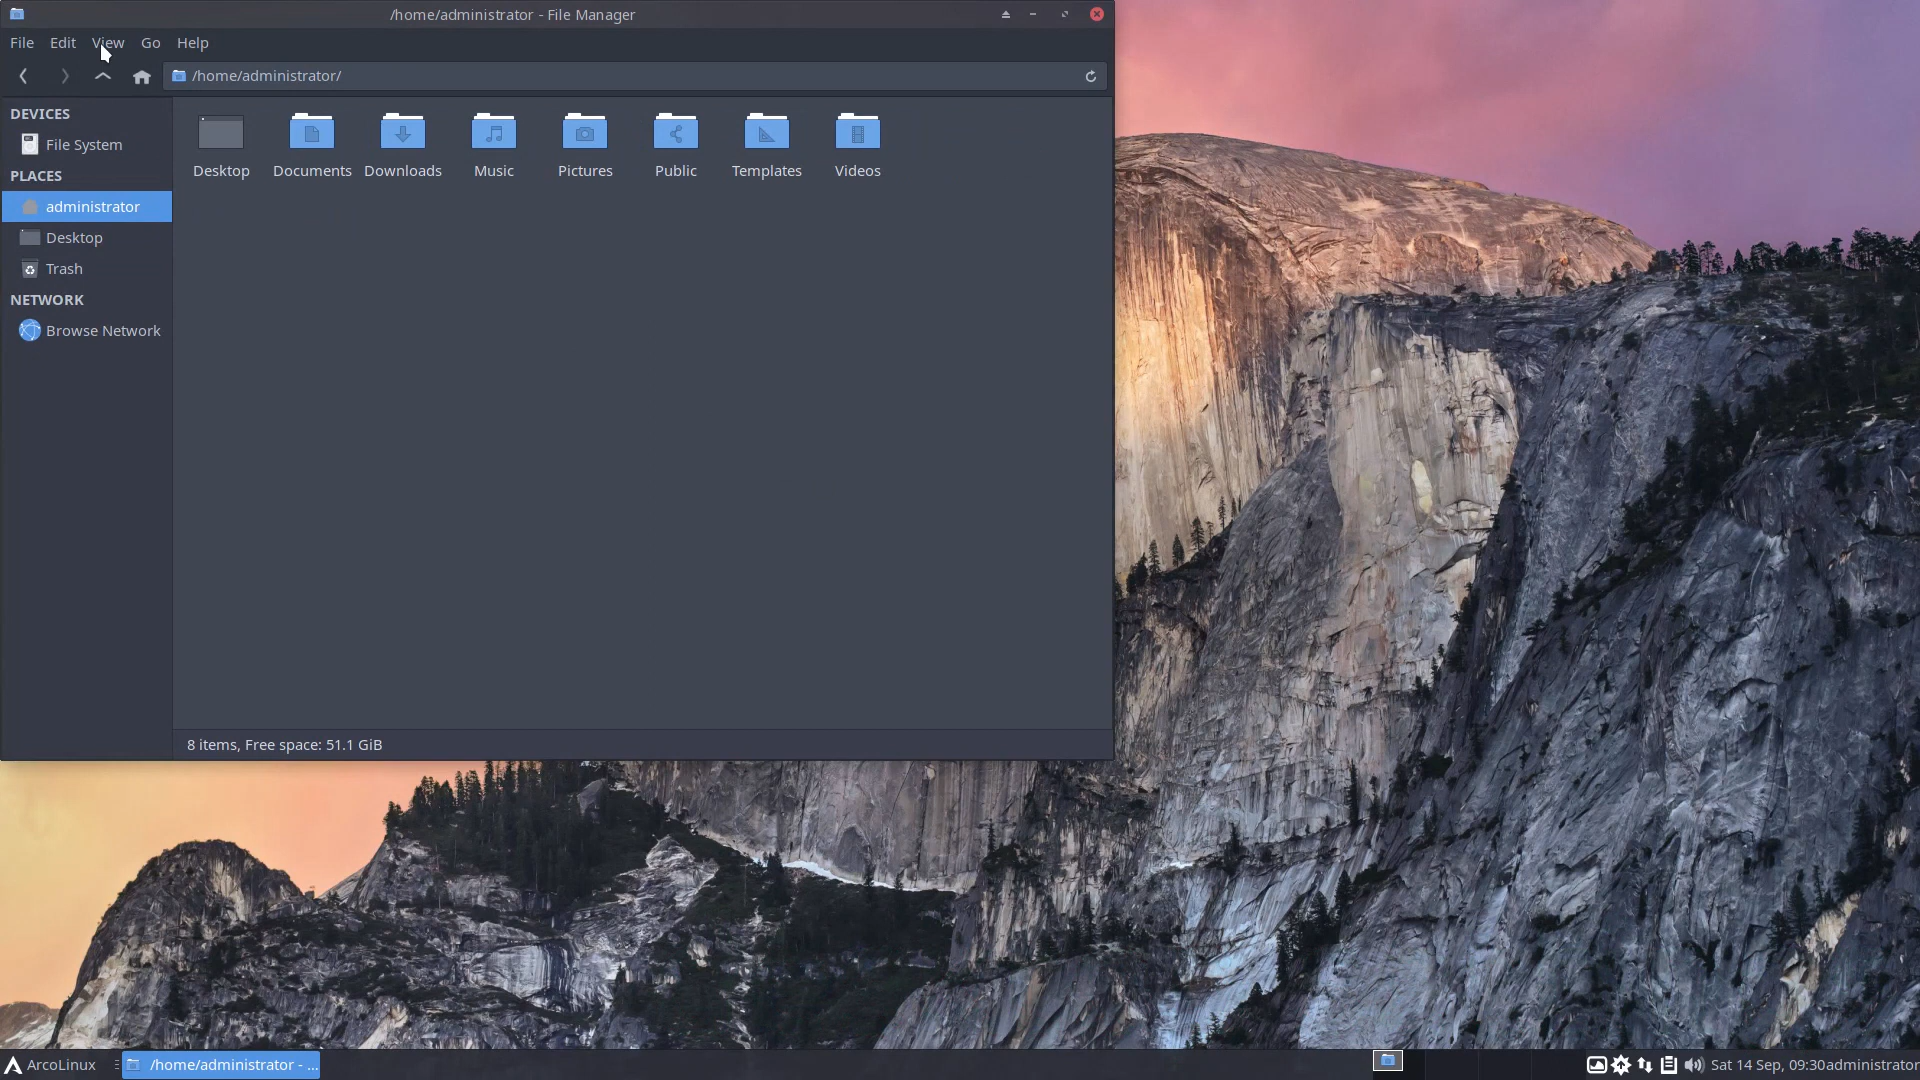 /home/administrator - File Manager
File Edit View Go Help
/home/administrator/
DEVICES
File System
PLACES
administrator
Desktop
Trash
NETWORK
Browse Network
Desktop Documents Downloads Music Pictures Public Templates Videos
8 items, Free space: 51.1 GiB
ArcoLinux /home/administrator - ... Sat 14 Sep, 09:30 administrator